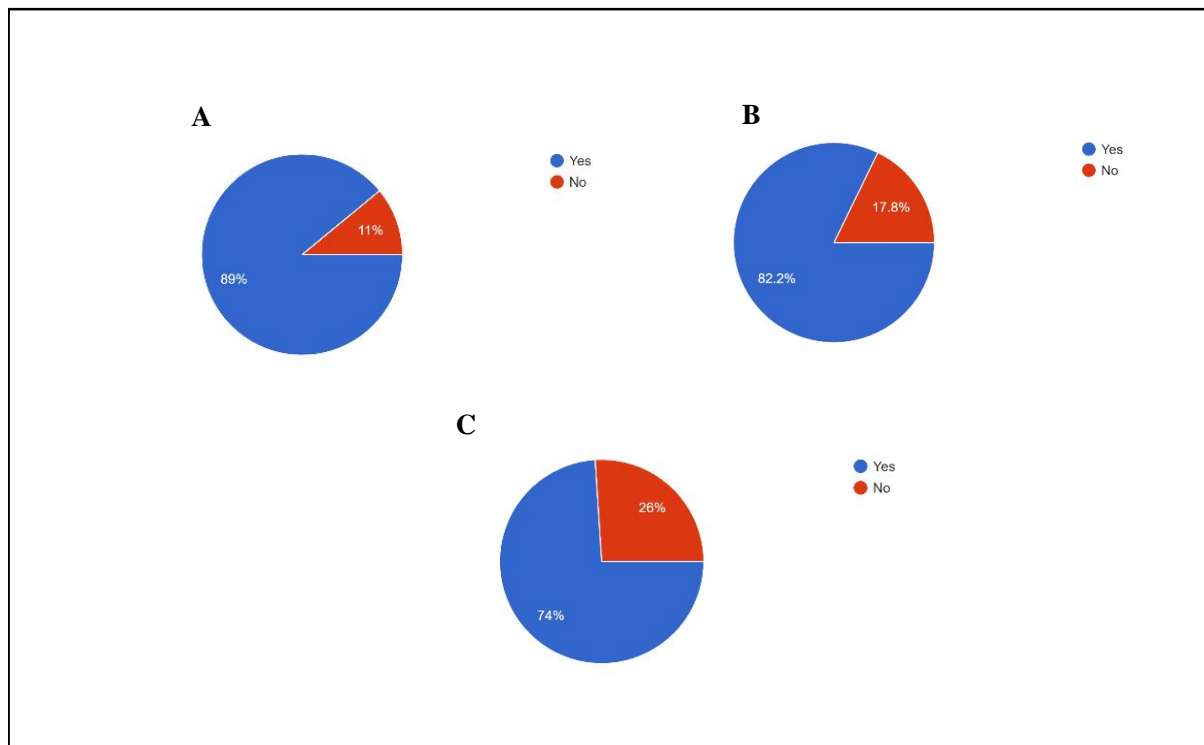 A
Yes
No
11%
89%
B
Yes
No
17.8%
82.2%
C
Yes
No
26%
74%